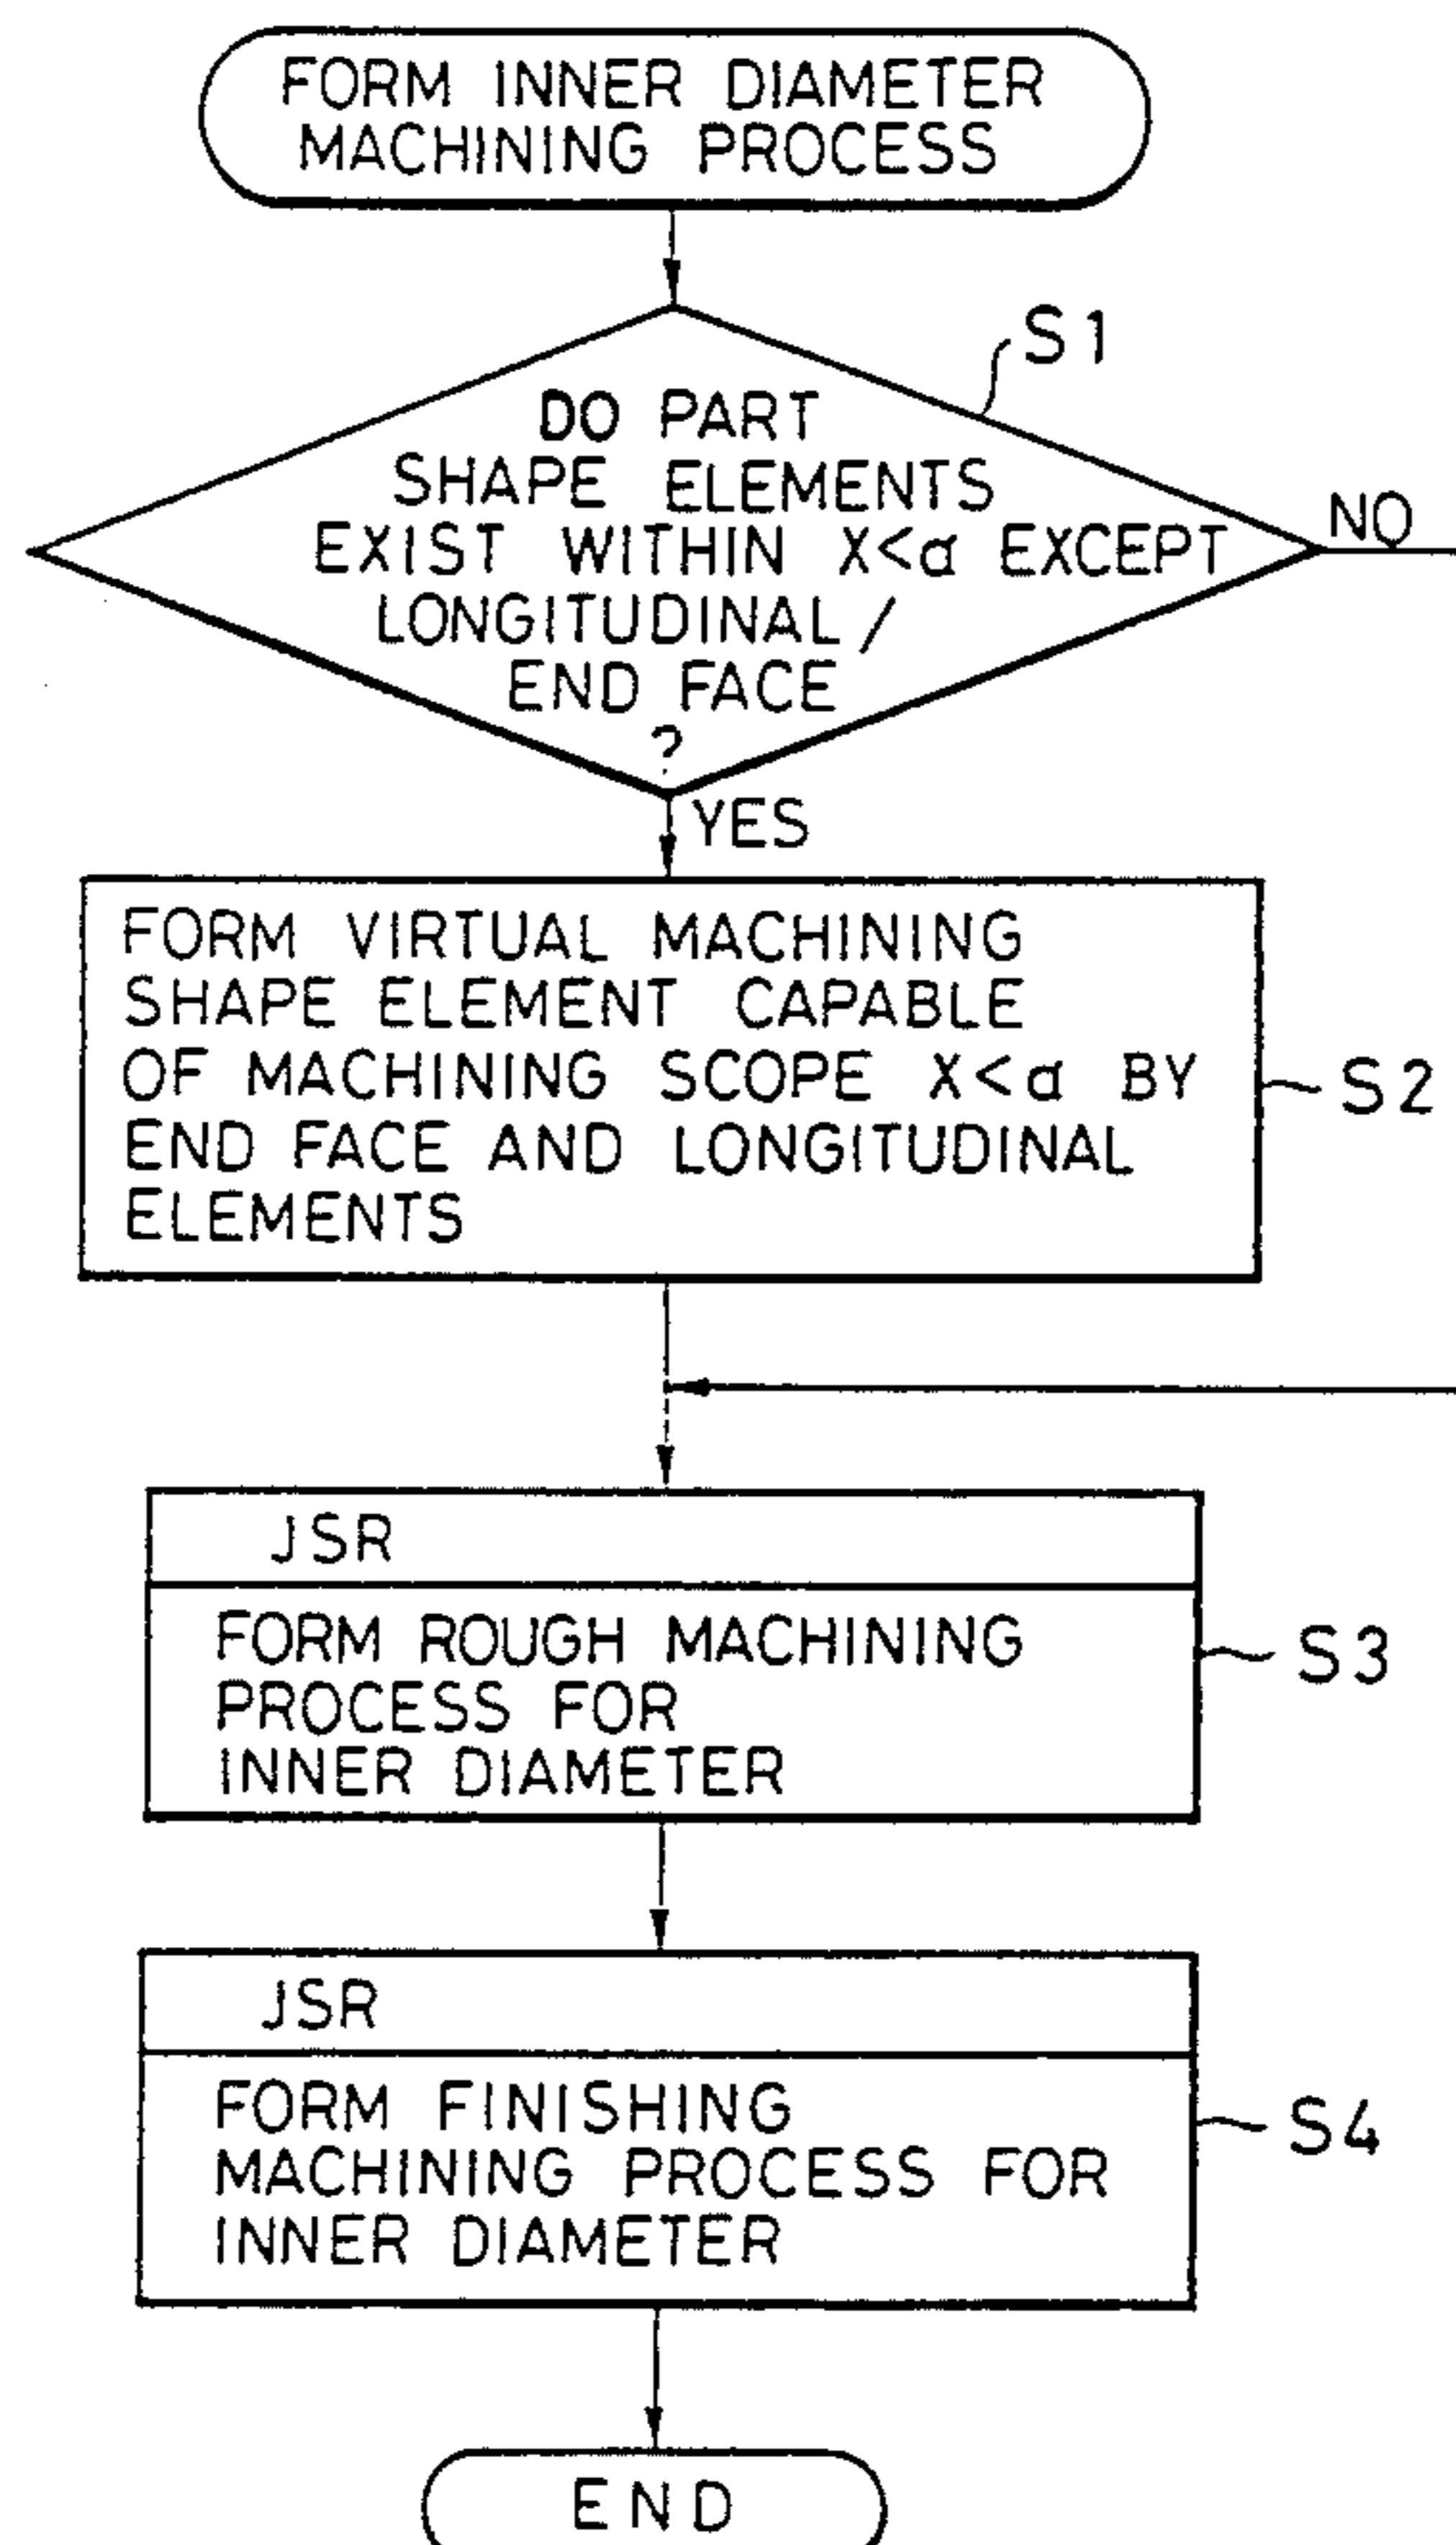 FORM INNER DIAMETER
MACHINING PROCESS
S1
DO PART
SHAPE ELEMENTS
EXIST WITHIN X<α EXCEPT
LONGITUDINAL/
END FACE
?
NO
YES
FORM VIRTUAL MACHINING
SHAPE ELEMENT CAPABLE
OF MACHINING SCOPE X<α BY
END FACE AND LONGITUDINAL
ELEMENTS
S2
JSR
FORM ROUGH MACHINING
PROCESS FOR
INNER DIAMETER
S3
JSR
FORM FINISHING
MACHINING PROCESS FOR
INNER DIAMETER
S4
END